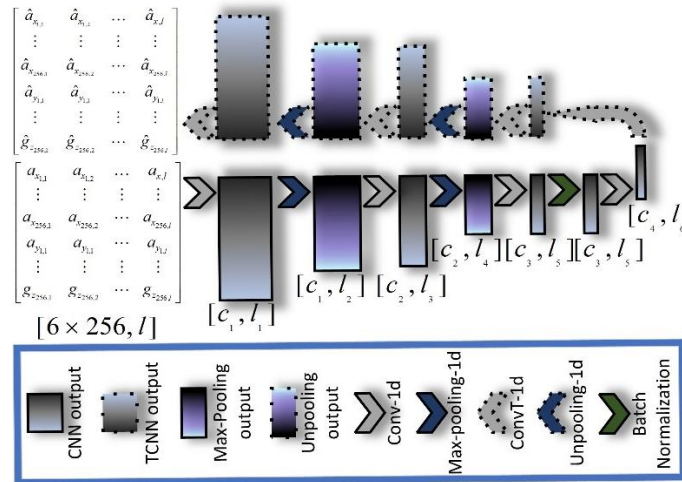 â_{x_{1,1}} â_{x_{1,2}} ⋯ â_{x,l}
⋮ ⋮ ⋮
â_{x_{256,1}} â_{x_{256,2}} ⋯ â_{x_{256,l}}
â_{y_{1,1}} â_{y_{1,1}} ⋯ â_{y_{1,l}}
⋮ ⋮ ⋮ ⋮
ĝ_{z_{256,1}} ĝ_{z_{256,2}} ⋯ ĝ_{z_{256,l}}
a_{x_{1,1}} a_{x_{1,2}} ⋯ a_{x,l}
⋮ ⋮ ⋮
a_{x_{256,1}} a_{x_{256,2}} ⋯ a_{x_{256,l}}
a_{y_{1,1}} a_{y_{1,1}} ⋯ a_{y_{1,l}}
⋮ ⋮ ⋮ ⋮
g_{z_{256,1}} g_{z_{256,2}} ⋯ g_{z_{256,l}}
[6 × 256, l]
[c_1, l_1]
[c_1, l_2]
[c_2, l_3]
[c_2, l_4]
[c_3, l_5]
[c_3, l_5]
[c_4, l_6
CNN output
TCNN output
Max-Pooling
output
Unpooling
output
Conv-1d
Max-pooling-1d
ConvT-1d
Unpooling-1d
Batch
Normalization